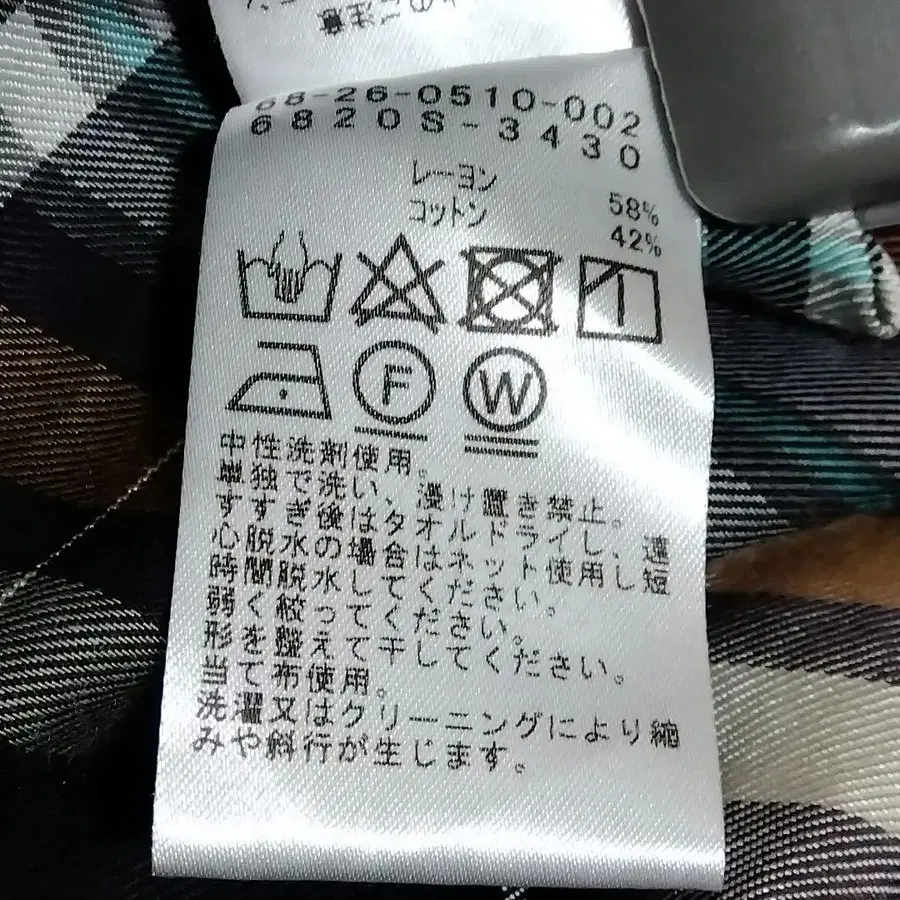 ご注意
68-26-0510-002
6820S-3430
レーヨン 58%
コットン 42%
F
W
中性洗剤使用。
単独で洗い、浸け置き禁止。
すすぎ後はタオルドライし、遠
心脱水の場合はネット使用し短
時間脱水してください。
弱く絞ってください。
形を整えて干してください。
当て布使用。
洗濯又はクリーニングにより縮
みや斜行が生じます。